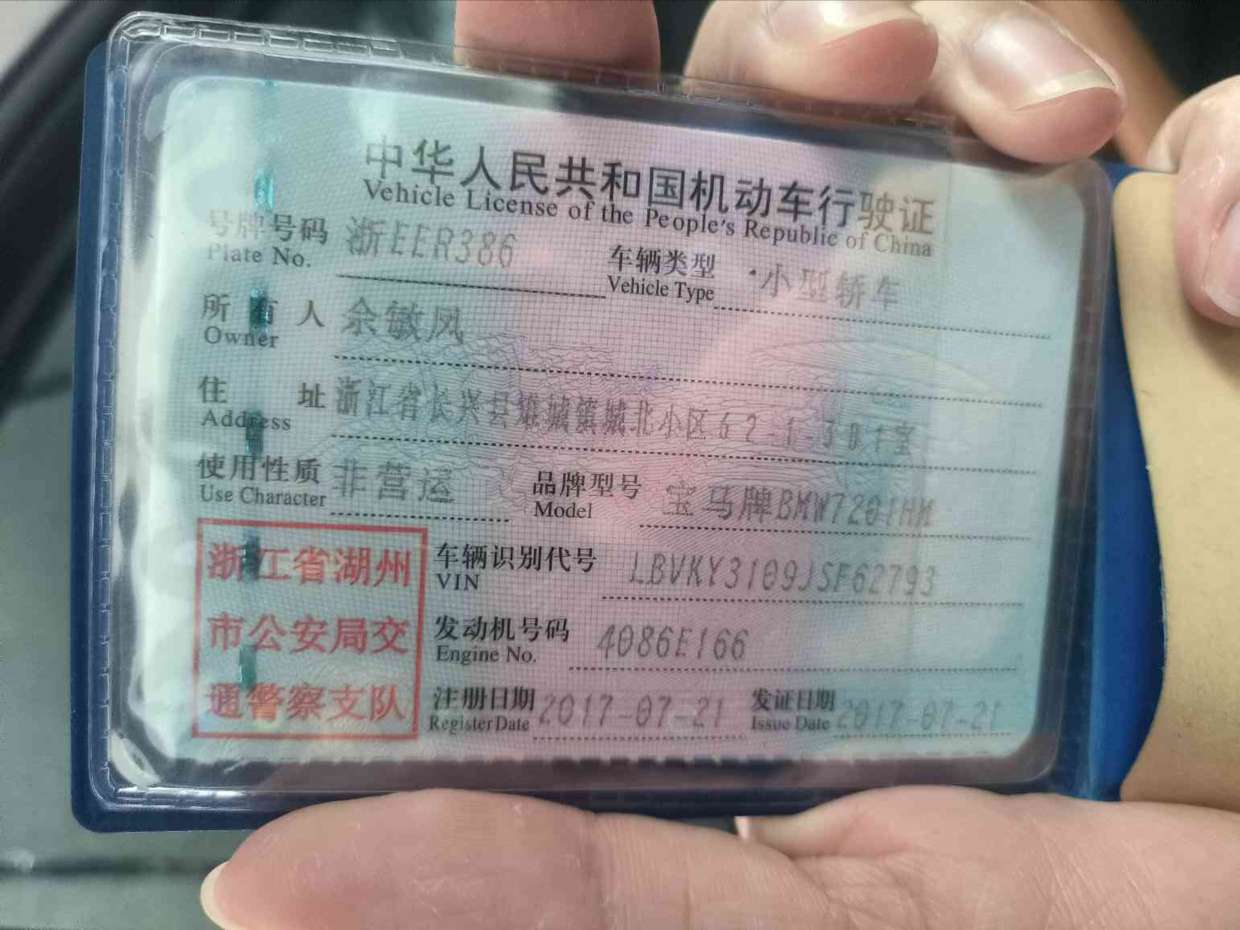 中华人民共和国机动车行驶证
Vehicle License of the People's Republic of China
号牌号码 浙EER386 车辆类型 小型轿车
Plate No. Vehicle Type
所有人 余敏凤
Owner
住址 浙江省长兴县雉城镇城北小区62-1-301室
Address
使用性质 非营运 品牌型号 宝马牌BMW7201HM
Use Character Model
浙江省湖州
市公安局交
通警察支队
车辆识别代号 LBVKY3109JSF62793
VIN
发动机号码 4086E166
Engine No.
注册日期 2017-07-21 发证日期 2017-07-21
Register Date Issue Date